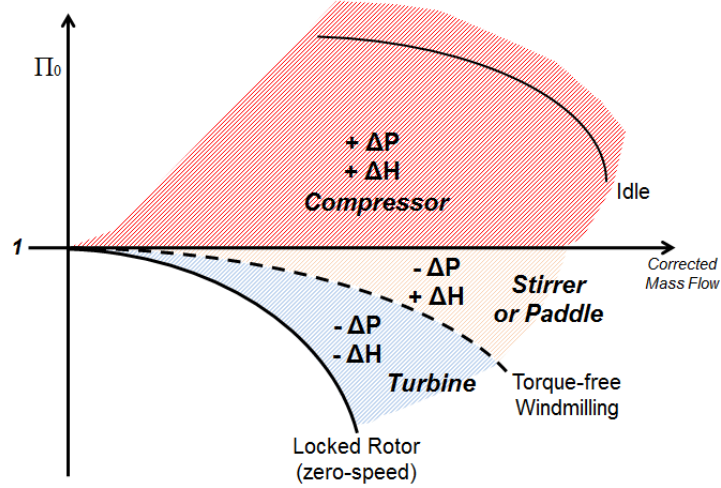 Π₀
+ ΔP
+ ΔH
Compressor
Idle
1
Corrected
Mass Flow
- ΔP
+ ΔH
Stirrer
or Paddle
- ΔP
- ΔH
Turbine
Torque-free
Windmilling
Locked Rotor
(zero-speed)